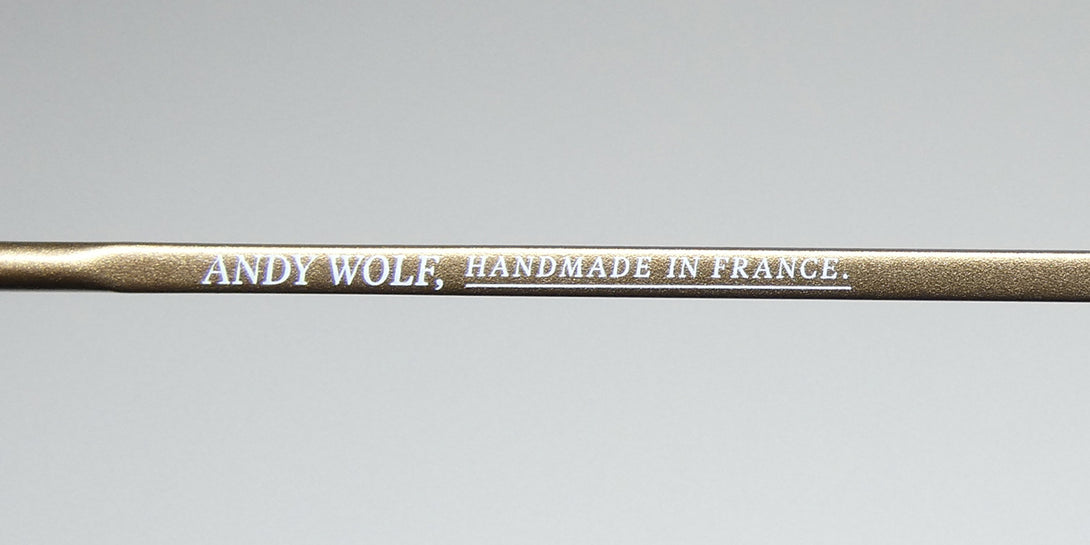 ANDY WOLF, HANDMADE IN FRANCE.